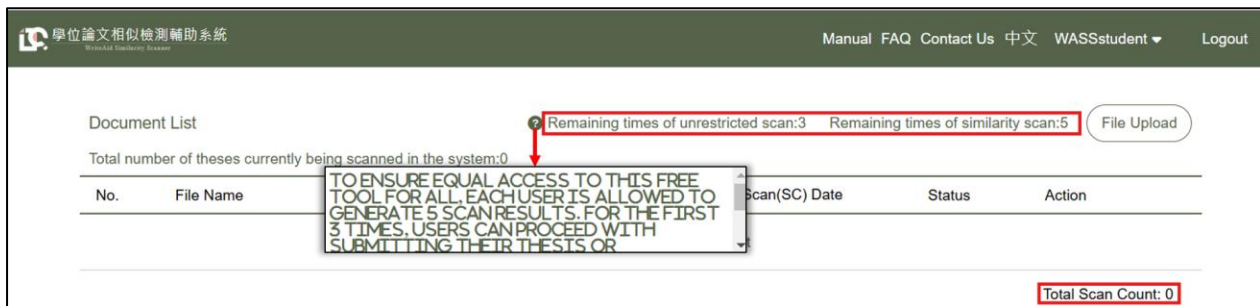 學位論文相似檢測輔助系統
WriteAid Similarity Scanner
Manual FAQ Contact Us 中文 WASSstudent Logout
Document List
? Remaining times of unrestricted scan:3 Remaining times of similarity scan:5 File Upload
Total number of theses currently being scanned in the system:0
No. File Name Scan(SC) Date Status Action
TO ENSURE EQUAL ACCESS TO THIS FREE
TOOL FOR ALL, EACH USER IS ALLOWED TO
GENERATE 5 SCAN RESULTS. FOR THE FIRST
3 TIMES, USERS CAN PROCEED WITH
SUBMITTING THEIR THESIS OR
Total Scan Count: 0